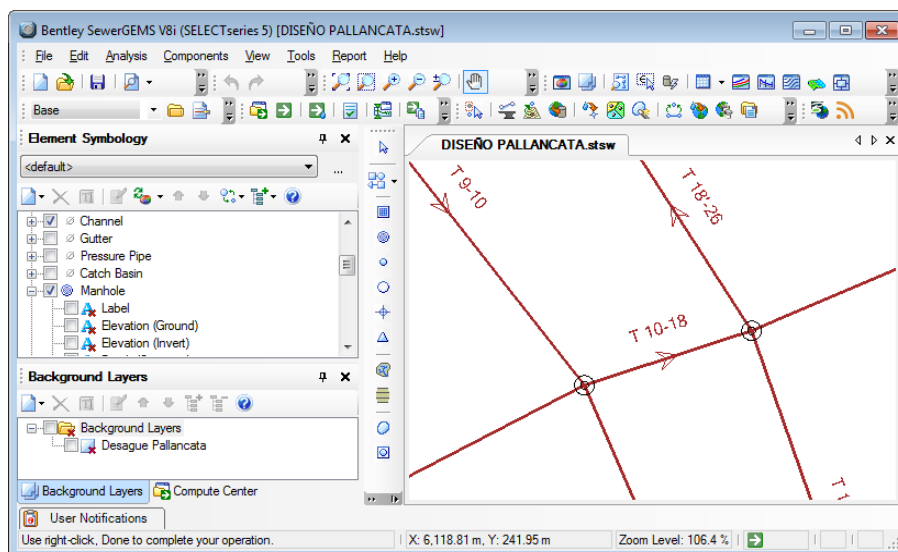 Bentley SewerGEMS V8i (SELECTseries 5) [DISEÑO PALLANCATA.stsw]
File Edit Analysis Components View Tools Report Help
Base
Element Symbology
<default>
...
Channel
Gutter
Pressure Pipe
Catch Basin
Manhole
Label
Elevation (Ground)
Elevation (Invert)
Background Layers
Background Layers
Desague Pallancata
Background Layers Compute Center
User Notifications
DISEÑO PALLANCATA.stsw
T 9-10
T 18'-26
T 10-18
Use right-click, Done to complete your operation.
X: 6,118.81 m, Y: 241.95 m
Zoom Level: 106.4 %